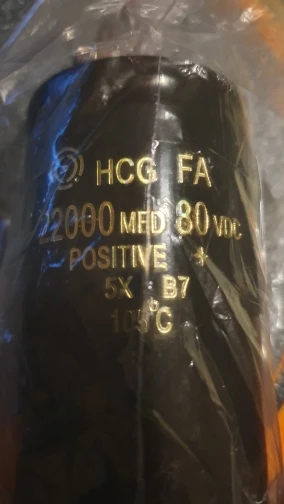 HCG FA
22000 MFD 80 VDC
POSITIVE *
5X B7
105°C